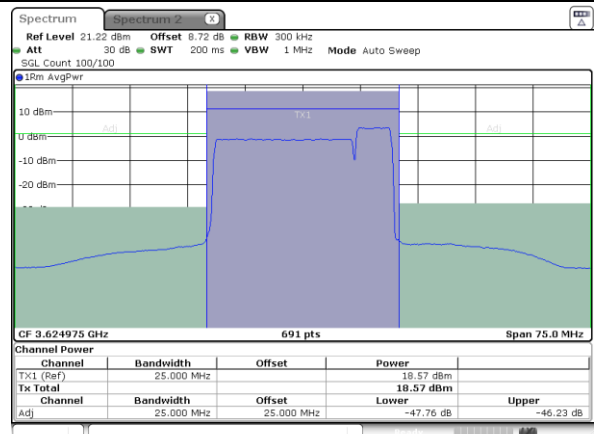 Spectrum Spectrum 2 X
Ref Level 21.22 dBm Offset 8.72 dB RBW 300 kHz
Att 30 dB SWT 200 ms VBW 1 MHz Mode Auto Sweep
SGL Count 100/100
1Rm AvgPwr
10 dBm
TX1
Adj Adj
0 dBm
-10 dBm
-20 dBm
CF 3.624975 GHz 691 pts Span 75.0 MHz
Channel Power
Channel Bandwidth Offset Power
TX1 (Ref) 25.000 MHz 18.57 dBm
Tx Total 18.57 dBm
Channel Bandwidth Offset Lower Upper
Adj 25.000 MHz 25.000 MHz -47.76 dB -46.23 dB